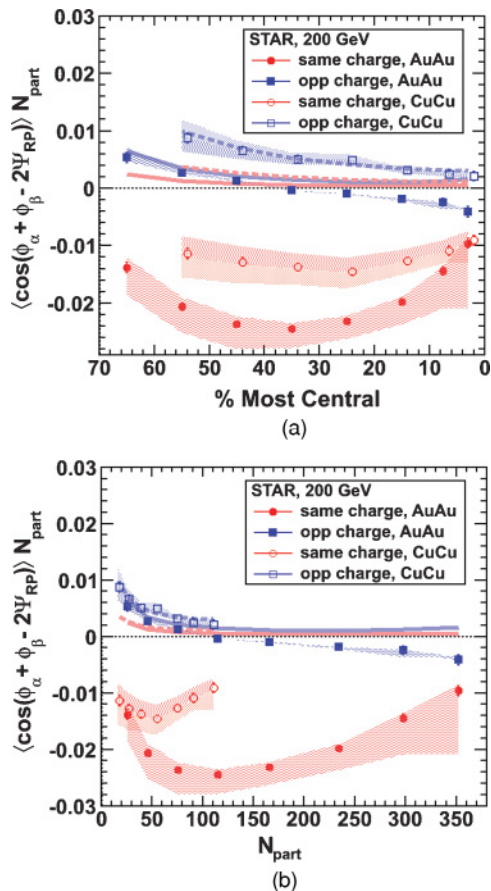 0.03
STAR, 200 GeV
same charge, AuAu
opp charge, AuAu
same charge, CuCu
opp charge, CuCu
0.02
0.01
0
-0.01
-0.02
⟨cos(ϕα + ϕβ - 2ΨRP)⟩ Npart
70 60 50 40 30 20 10 0
% Most Central
(a)
0.03
STAR, 200 GeV
same charge, AuAu
opp charge, AuAu
same charge, CuCu
opp charge, CuCu
0.02
0.01
0
-0.01
-0.02
-0.03
⟨cos(ϕα + ϕβ - 2ΨRP)⟩ Npart
0 50 100 150 200 250 300 350
Npart
(b)